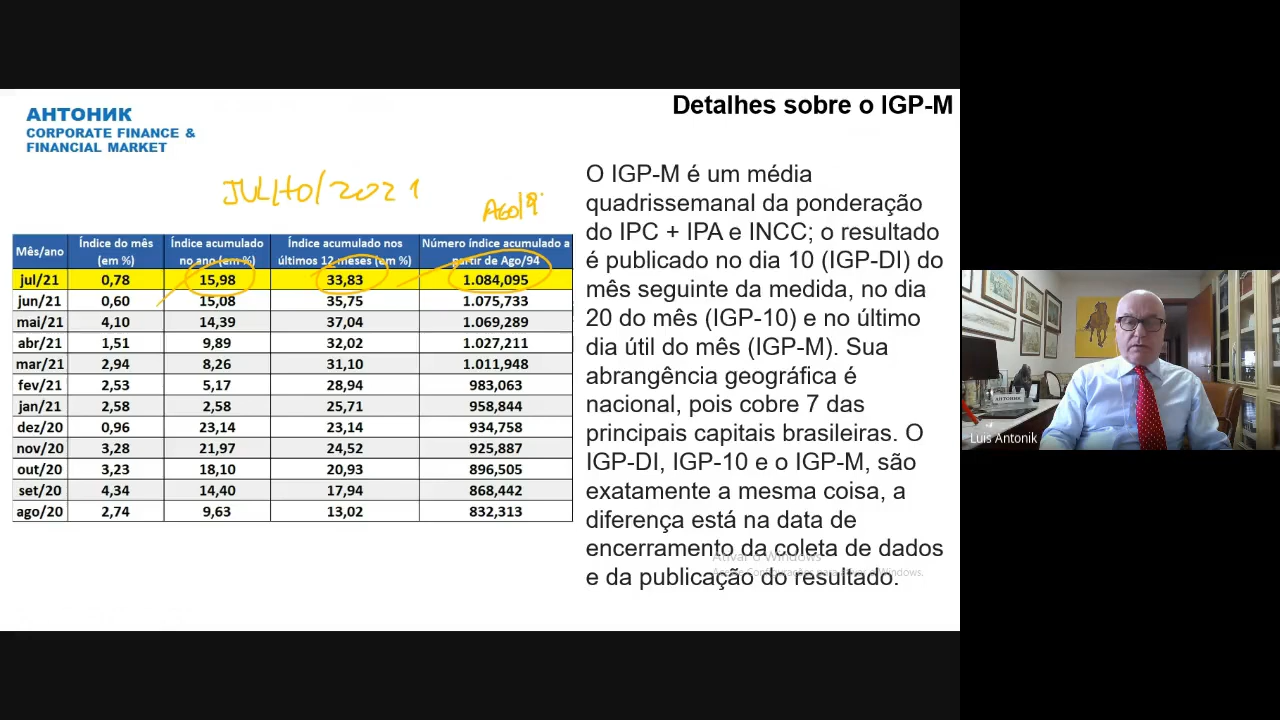 Detalhes sobre o IGP-M
АНТОНИК
CORPORATE FINANCE &
FINANCIAL MARKET
JULHO/2021
AGO/9
Mês/ano Índice do mês (em %) Índice acumulado no ano (em %) Índice acumulado nos últimos 12 meses (em %) Número índice acumulado a partir de Ago/94
jul/21 0,78 15,98 33,83 1.084,095
jun/21 0,60 15,08 35,75 1.075,733
mai/21 4,10 14,39 37,04 1.069,289
abr/21 1,51 9,89 32,02 1.027,211
mar/21 2,94 8,26 31,10 1.011,948
fev/21 2,53 5,17 28,94 983,063
jan/21 2,58 2,58 25,71 958,844
dez/20 0,96 23,14 23,14 934,758
nov/20 3,28 21,97 24,52 925,887
out/20 3,23 18,10 20,93 896,505
set/20 4,34 14,40 17,94 868,442
ago/20 2,74 9,63 13,02 832,313
O IGP-M é um média
quadrissemanal da ponderação
do IPC + IPA e INCC; o resultado
é publicado no dia 10 (IGP-DI) do
mês seguinte da medida, no dia
20 do mês (IGP-10) e no último
dia útil do mês (IGP-M). Sua
abrangência geográfica é
nacional, pois cobre 7 das
principais capitais brasileiras. O
IGP-DI, IGP-10 e o IGP-M, são
exatamente a mesma coisa, a
diferença está na data de
encerramento da coleta de dados
e da publicação do resultado.
Ativar o Windows
para ativar o Windows.
АНТОНИК
Luis Antonik